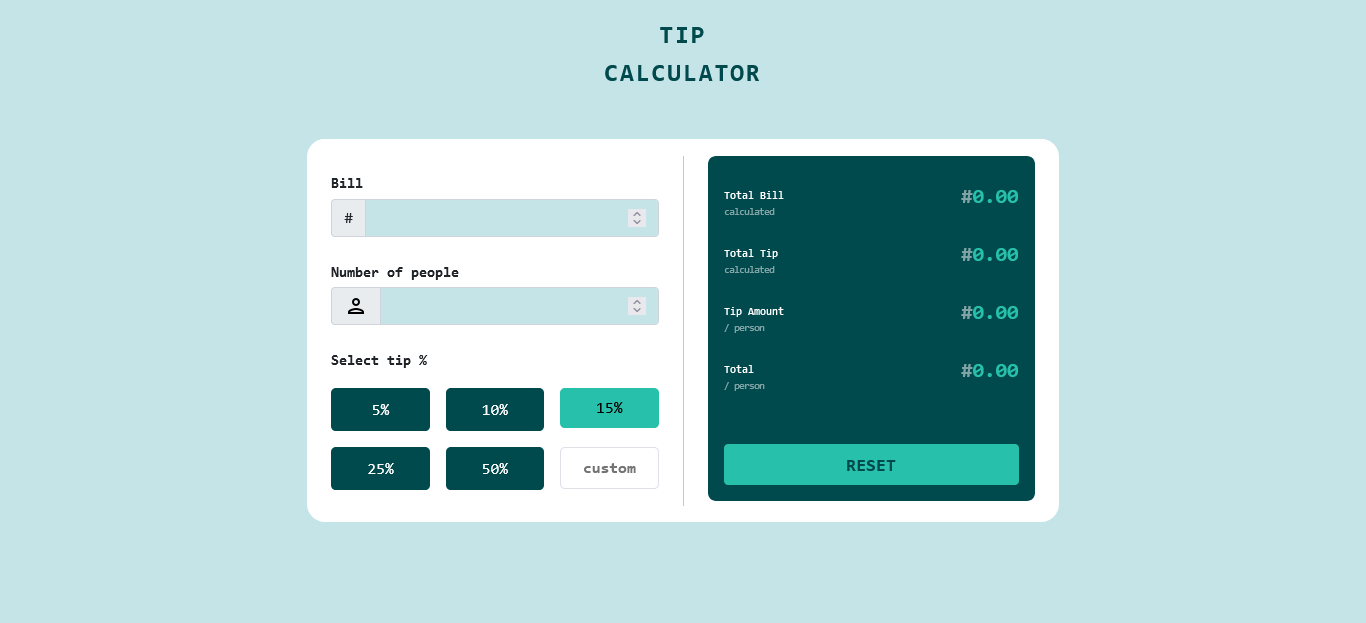 TIP
CALCULATOR
Bill
#
Number of people
Select tip %
5% 10% 15%
25% 50% custom
Total Bill #0.00
calculated
Total Tip #0.00
calculated
Tip Amount #0.00
/ person
Total #0.00
/ person
RESET